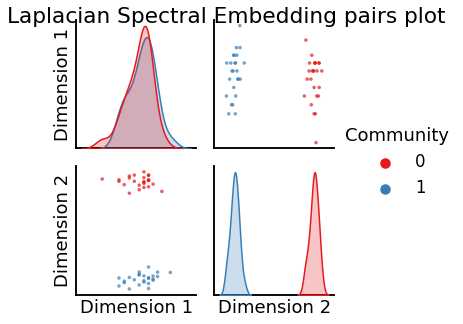 Laplacian Spectral Embedding pairs plot
Dimension 1
Community
0
1
Dimension 2
Dimension 1
Dimension 2